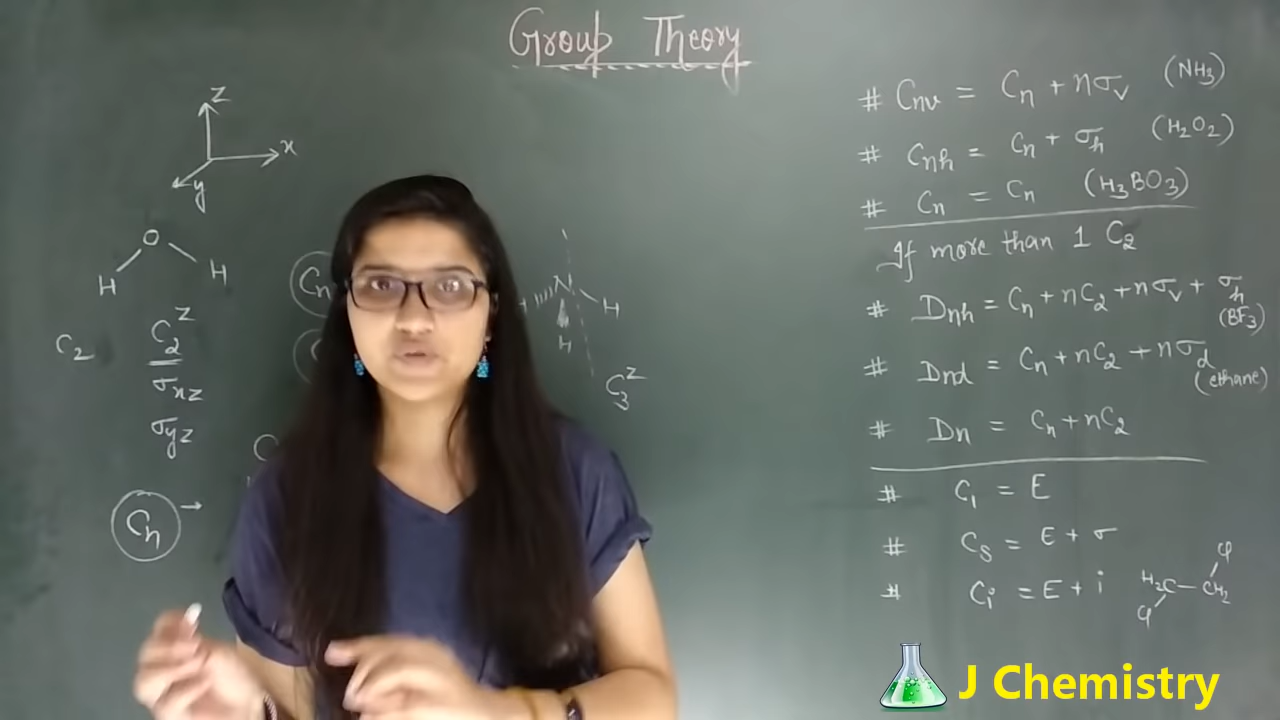 Group Theory
z
x
y
O
H H
C₂ C₂ᶻ
σxz
σyz
Cn →
Cn
N
H
H
C₃ᶻ
# Cnv = Cn + nσv (NH₃)
# Cnh = Cn + σh (H₂O₂)
# Cn = Cn (H₃BO₃)
If more than 1 C₂
# Dnh = Cn + nC₂ + nσv + σh
(BF₃)
# Dnd = Cn + nC₂ + nσd
(ethane)
# Dn = Cn + nC₂
# C₁ = E
# Cs = E + σ
# Ci = E + i
Cl
H₂C — CH₂
Cl
J Chemistry